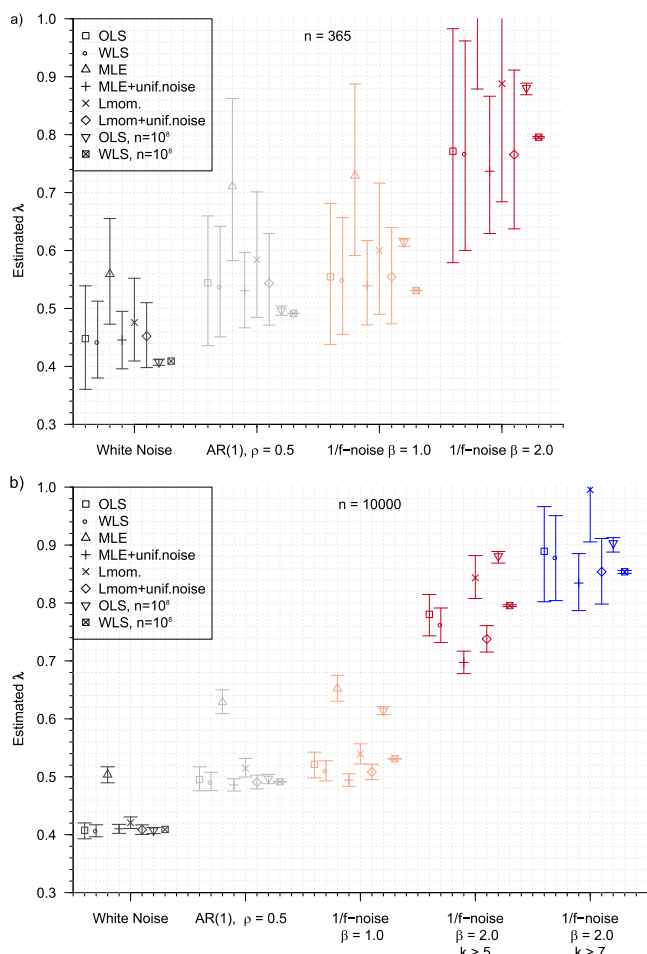 a)
n = 365
OLS
WLS
MLE
MLE+unif.noise
Lmom.
Lmom+unif.noise
OLS, n=10⁸
WLS, n=10⁸
Estimated λ
1.0
0.9
0.8
0.7
0.6
0.5
0.4
0.3
White Noise
AR(1), ρ = 0.5
1/f−noise β = 1.0
1/f−noise β = 2.0
b)
n = 10000
OLS
WLS
MLE
MLE+unif.noise
Lmom.
Lmom+unif.noise
OLS, n=10⁸
WLS, n=10⁸
Estimated λ
1.0
0.9
0.8
0.7
0.6
0.5
0.4
0.3
White Noise
AR(1), ρ = 0.5
1/f−noise
β = 1.0
1/f−noise
β = 2.0
k > 5
1/f−noise
β = 2.0
k > 7